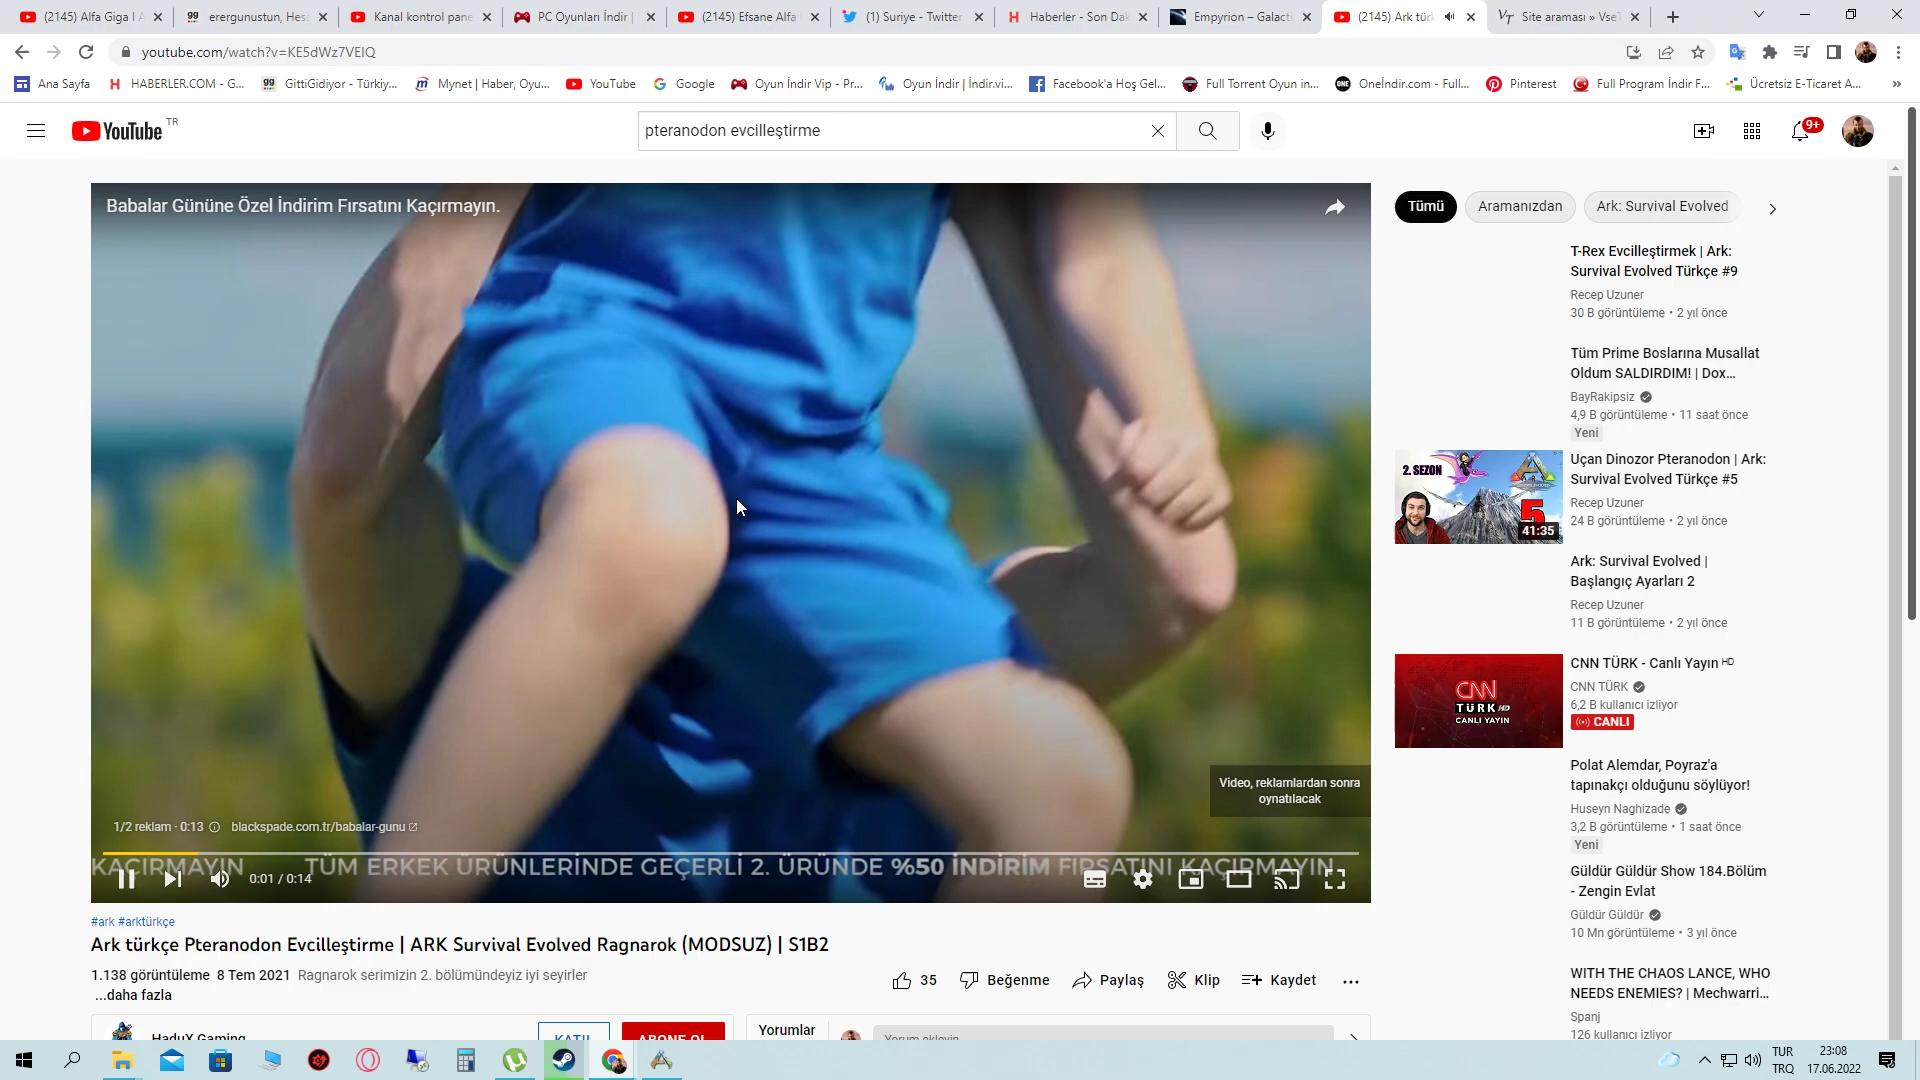 (2145) Alfa Giga I A
erergunustun, Hesa
Kanal kontrol pane
PC Oyunları İndir |
(2145) Efsane Alfa
(1) Suriye - Twitter
Haberler - Son Dak
Empyrion – Galacti
(2145) Ark türk
Site araması » VseT
youtube.com/watch?v=KE5dWz7VEIQ
Ana Sayfa
HABERLER.COM - G...
GittiGidiyor - Türkiy...
Mynet | Haber, Oyu...
YouTube
Google
Oyun İndir Vip - Pr...
Oyun İndir | İndir.vi...
Facebook'a Hoş Gel...
Full Torrent Oyun in...
Oneİndir.com - Full...
Pinterest
Full Program İndir F...
Ücretsiz E-Ticaret A...
»
YouTube TR
pteranodon evcilleştirme
9+
Babalar Gününe Özel İndirim Fırsatını Kaçırmayın.
Video, reklamlardan sonra
oynatılacak
1/2 reklam · 0:13
blackspade.com.tr/babalar-gunu
KAÇIRMAYIN TÜM ERKEK ÜRÜNLERİNDE GEÇERLİ 2. ÜRÜNDE %50 İNDİRİM FIRSATINI KAÇIRMAYIN
0:01 / 0:14
#ark #arktürkçe
Ark türkçe Pteranodon Evcilleştirme | ARK Survival Evolved Ragnarok (MODSUZ) | S1B2
1.138 görüntüleme 8 Tem 2021 Ragnarok serimizin 2. bölümündeyiz iyi seyirler
...daha fazla
35
Beğenme
Paylaş
Klip
Kaydet
HaduX Gaming
KATIL
ABONE OL
Yorumlar
Yorum ekleyin...
Tümü
Aramanızdan
Ark: Survival Evolved
T-Rex Evcilleştirmek | Ark:
Survival Evolved Türkçe #9
Recep Uzuner
30 B görüntüleme • 2 yıl önce
Tüm Prime Boslarına Musallat
Oldum SALDIRDIM! | Dox...
BayRakipsiz
4,9 B görüntüleme • 11 saat önce
Yeni
2. SEZON
5
41:35
Uçan Dinozor Pteranodon | Ark:
Survival Evolved Türkçe #5
Recep Uzuner
24 B görüntüleme • 2 yıl önce
Ark: Survival Evolved |
Başlangıç Ayarları 2
Recep Uzuner
11 B görüntüleme • 2 yıl önce
CNN
TÜRK HD
CANLI YAYIN
CNN TÜRK - Canlı Yayın HD
CNN TÜRK
6,2 B kullanıcı izliyor
CANLI
Polat Alemdar, Poyraz'a
tapınakçı olduğunu söylüyor!
Huseyn Naghizade
3,2 B görüntüleme • 1 saat önce
Yeni
Güldür Güldür Show 184.Bölüm
- Zengin Evlat
Güldür Güldür
10 Mn görüntüleme • 3 yıl önce
WITH THE CHAOS LANCE, WHO
NEEDS ENEMIES? | Mechwarri...
Spanj
126 kullanıcı izliyor
TUR
TRQ
23:08
17.06.2022